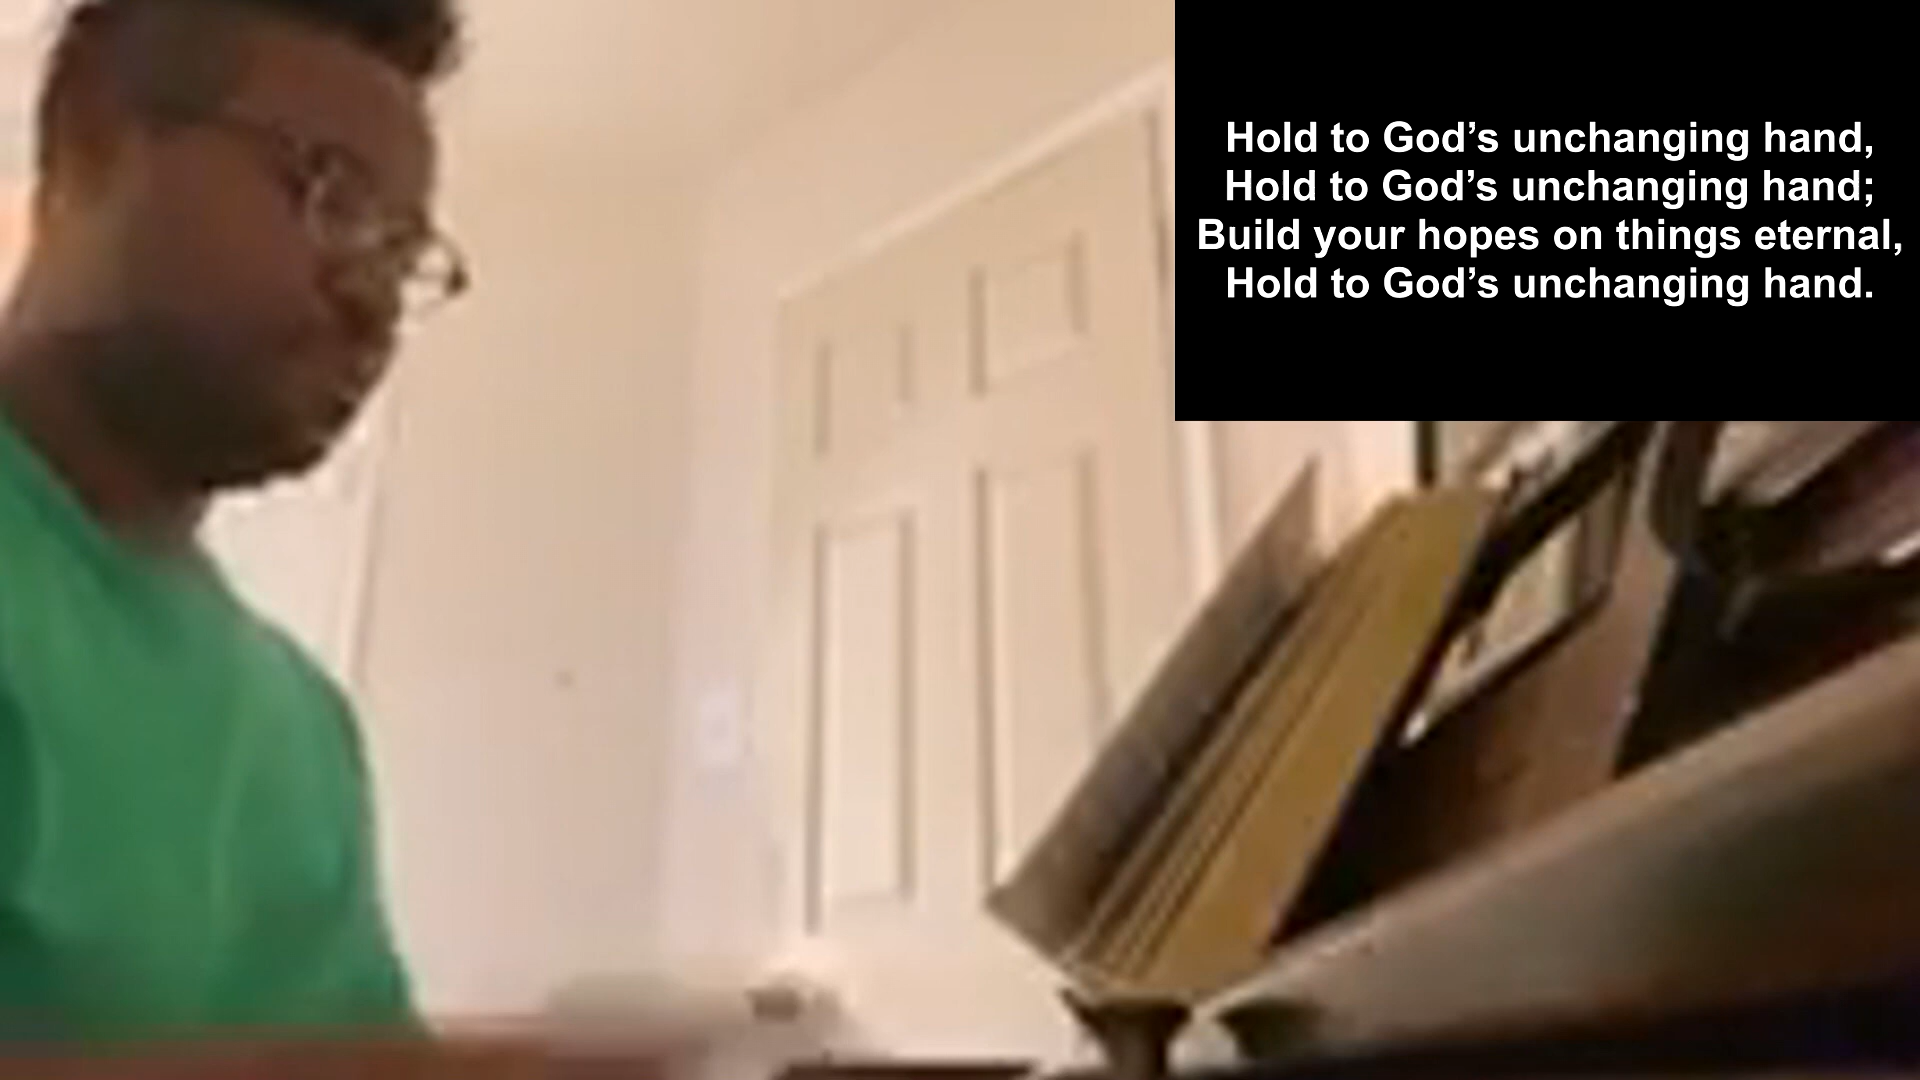 Hold to God’s unchanging hand,
Hold to God’s unchanging hand;
Build your hopes on things eternal,
Hold to God’s unchanging hand.